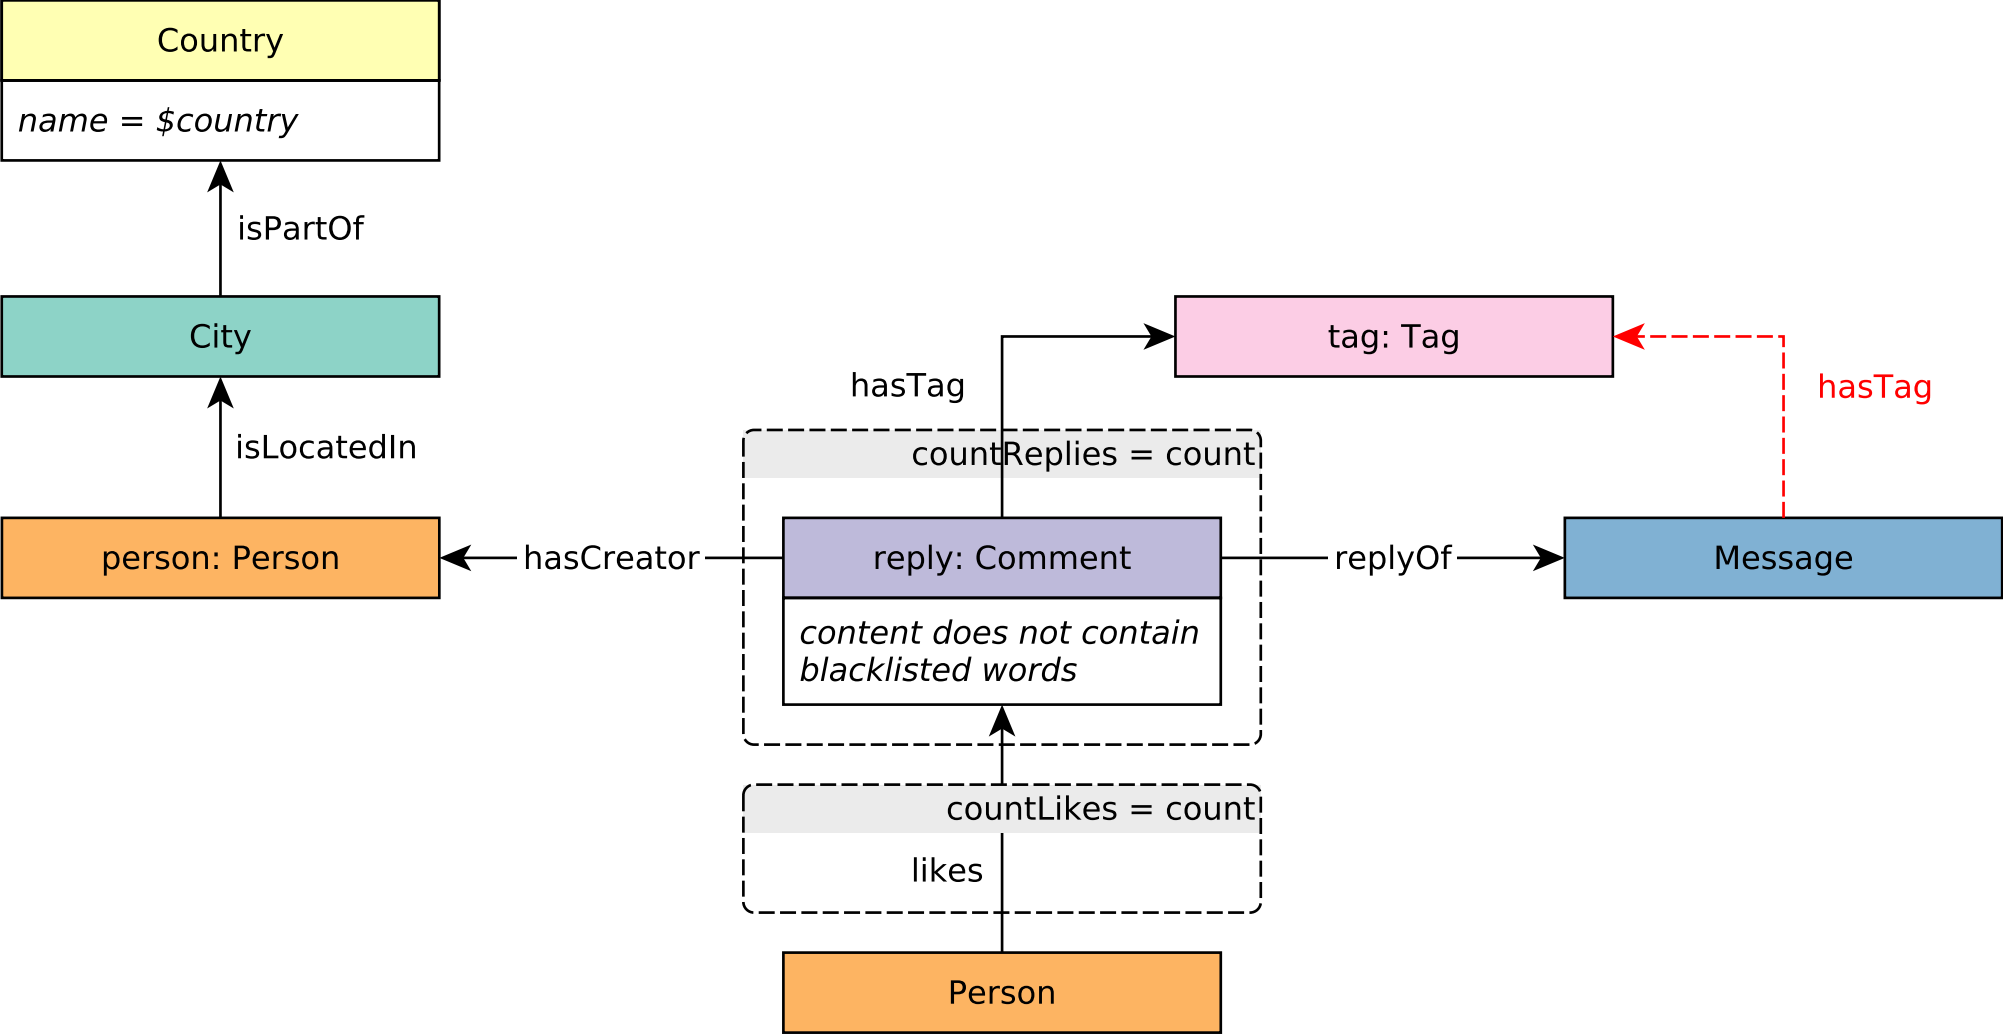 Country
name = $country
isPartOf
City
tag: Tag
hasTag
hasTag
isLocatedIn
countReplies = count
person: Person
hasCreator
reply: Comment
replyOf
Message
content does not contain
blacklisted words
countLikes = count
likes
Person